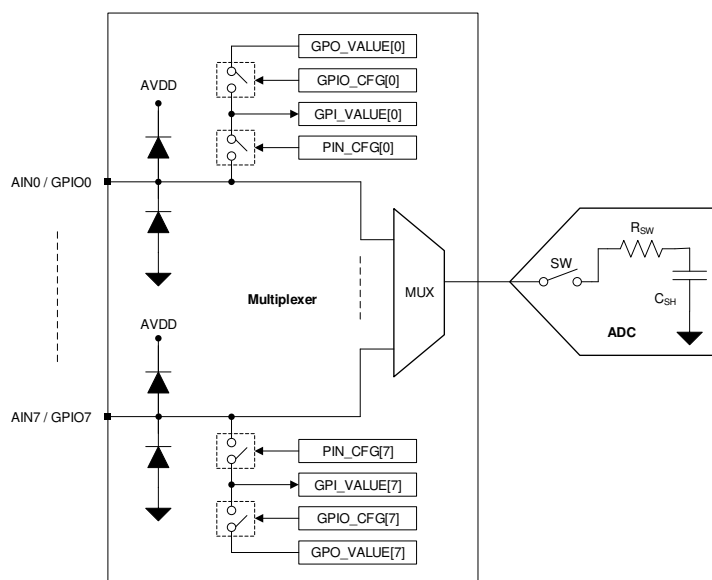 GPO_VALUE[0]
GPIO_CFG[0]
AVDD
GPI_VALUE[0]
PIN_CFG[0]
AIN0 / GPIO0
RSW
SW
MUX
Multiplexer
CSH
ADC
AVDD
AIN7 / GPIO7
PIN_CFG[7]
GPI_VALUE[7]
GPIO_CFG[7]
GPO_VALUE[7]